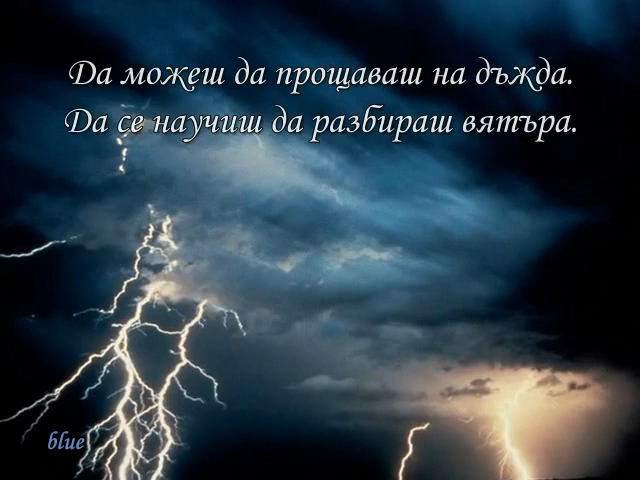 Да можеш да прощаваш на дъжда.
Да се научиш да разбираш вятъра.
blue